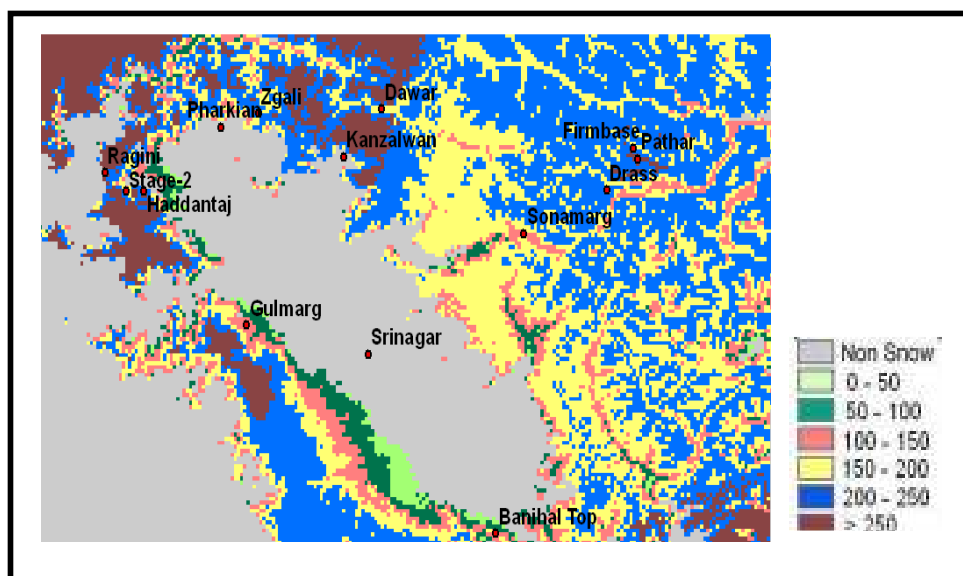 Zgali
Dawar
Pharkian
Kanzalwan
Firmbase
Pathar
Ragini
Stage-2
Drass
Haddantaj
Sonamarg
Gulmarg
Srinagar
Banihal Top
Non Snow
0 - 50
50 - 100
100 - 150
150 - 200
200 - 250
> 250